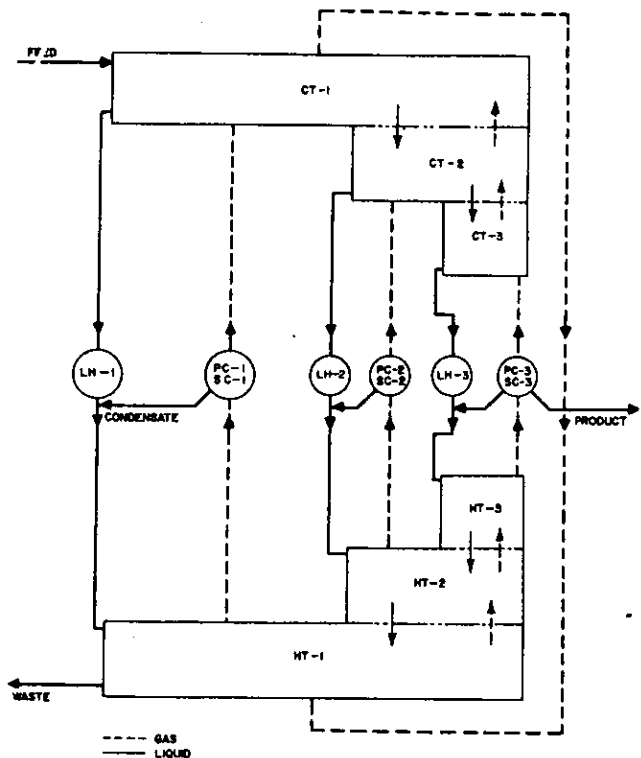 CT-1
CT-2
CT-3
LH-1
PC-1
SC-1
LH-2
PC-2
SC-2
LH-3
PC-3
SC-3
CONDENSATE
PRODUCT
HT-3
HT-2
HT-1
WASTE
GAS
LIQUID